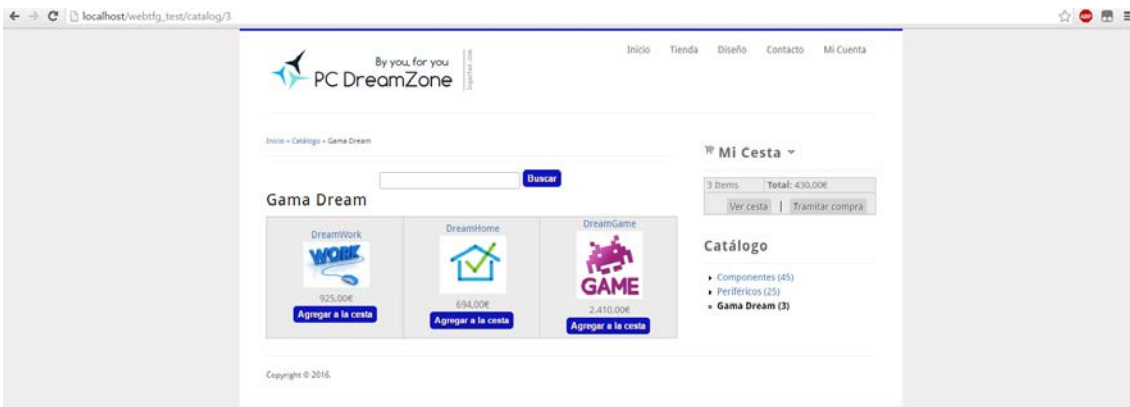 localhost/webtfg_test/catalog/3
By you, for you
PC DreamZone
Inicio Tienda Diseño Contacto Mi Cuenta
Inicio » Catálogo » Gama Dream
Buscar
Gama Dream
DreamWork
WORK
925,00€
Agregar a la cesta
DreamHome
694,00€
Agregar a la cesta
DreamGame
GAME
2.410,00€
Agregar a la cesta
Mi Cesta
3 Items Total: 430,00€
Ver cesta | Tramitar compra
Catálogo
Componentes (45)
Periféricos (25)
Gama Dream (3)
Copyright © 2016.